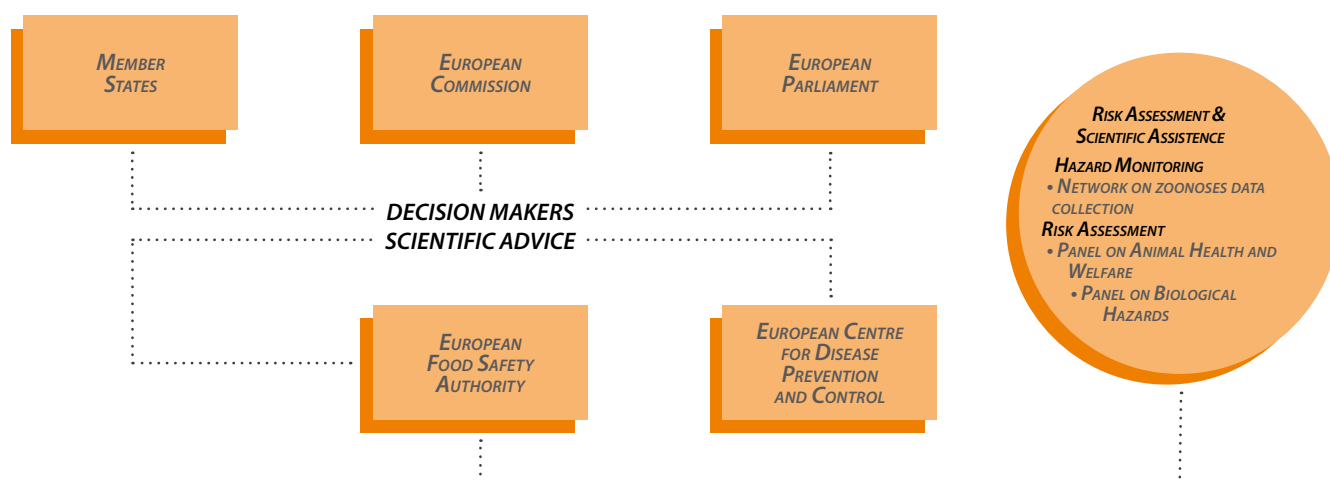 Member
States
European
Commission
European
Parliament
DECISION MAKERS
SCIENTIFIC ADVICE
European
Food Safety
Authority
European Centre
for Disease
Prevention
and Control
Risk Assessment &
Scientific Assistence
Hazard Monitoring
• Network on zoonoses data
collection
Risk Assessment
• Panel on Animal Health and
Welfare
• Panel on Biological
Hazards